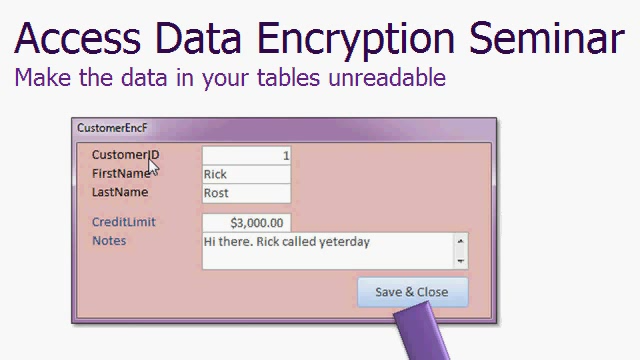 Access Data Encryption Seminar
Make the data in your tables unreadable
CustomerEncF
CustomerID 1
FirstName Rick
LastName Rost
CreditLimit $3,000.00
Notes Hi there. Rick called yeterday
Save & Close